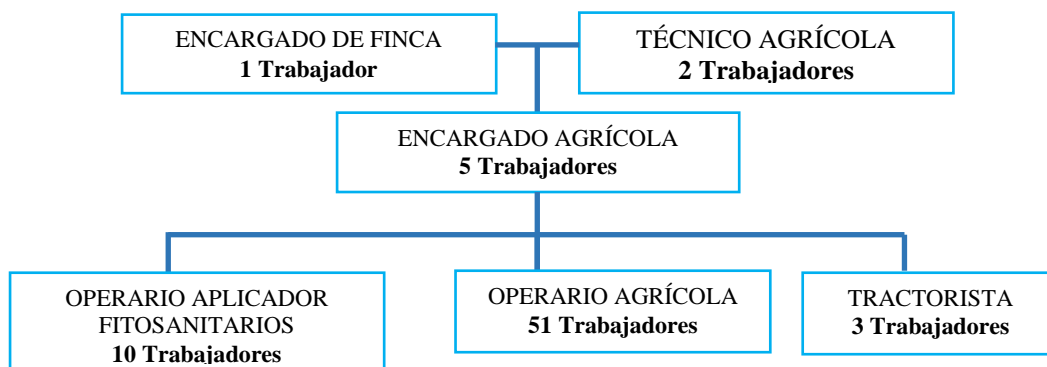 ENCARGADO DE FINCA
1 Trabajador
TÉCNICO AGRÍCOLA
2 Trabajadores
ENCARGADO AGRÍCOLA
5 Trabajadores
OPERARIO APLICADOR
FITOSANITARIOS
10 Trabajadores
OPERARIO AGRÍCOLA
51 Trabajadores
TRACTORISTA
3 Trabajadores